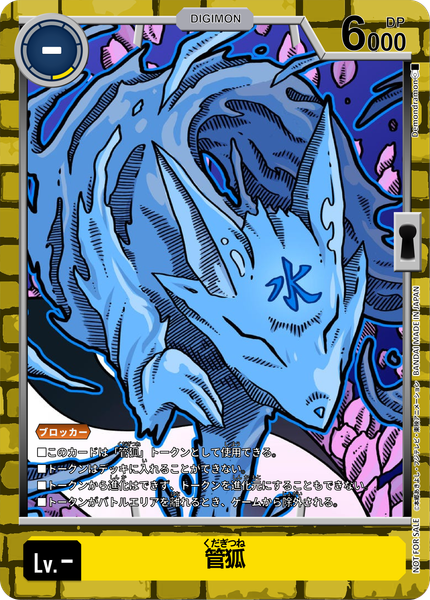 DIGIMON
-
DP
6000
Demondramon
水
ブロッカー
■このカードは「管狐」トークンとして使用できる。
■トークンはデッキに入れることができない。
■トークンから進化はできず、トークンを進化元にすることもできない。
■トークンがバトルエリアを離れるとき、ゲームから除外される。
BANDAI MADE IN JAPAN
NOT FOR SALE
Lv.-
くだぎつね
管狐